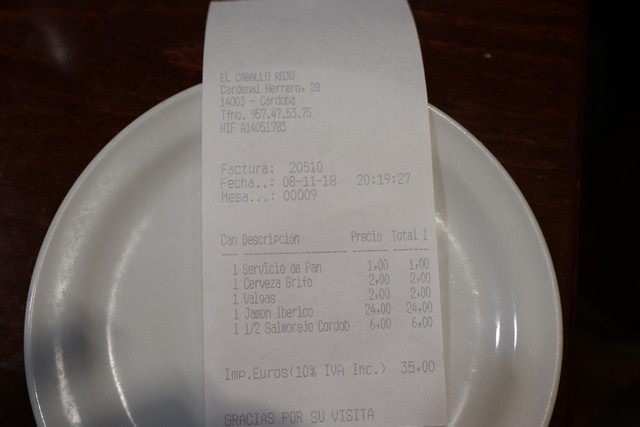 EL CABALLO ROJO
Cardenal Herrero, 28
14003 - Córdoba
Tfno. 957.47.53.75
NIF A14051783
Factura: 20510
Fecha..: 08-11-18 20:19:27
Mesa...: 00009
Can Descripción Precio Total I
1 Servicio de Pan 1,00 1,00
1 Cerveza Grifo 2,00 2,00
1 Valgas 2,00 2,00
1 Jamon Iberico 24,00 24,00
1 1/2 Salmorejo Cordob 6,00 6,00
Imp.Euros(10% IVA Inc.) 35,00
GRACIAS POR SU VISITA